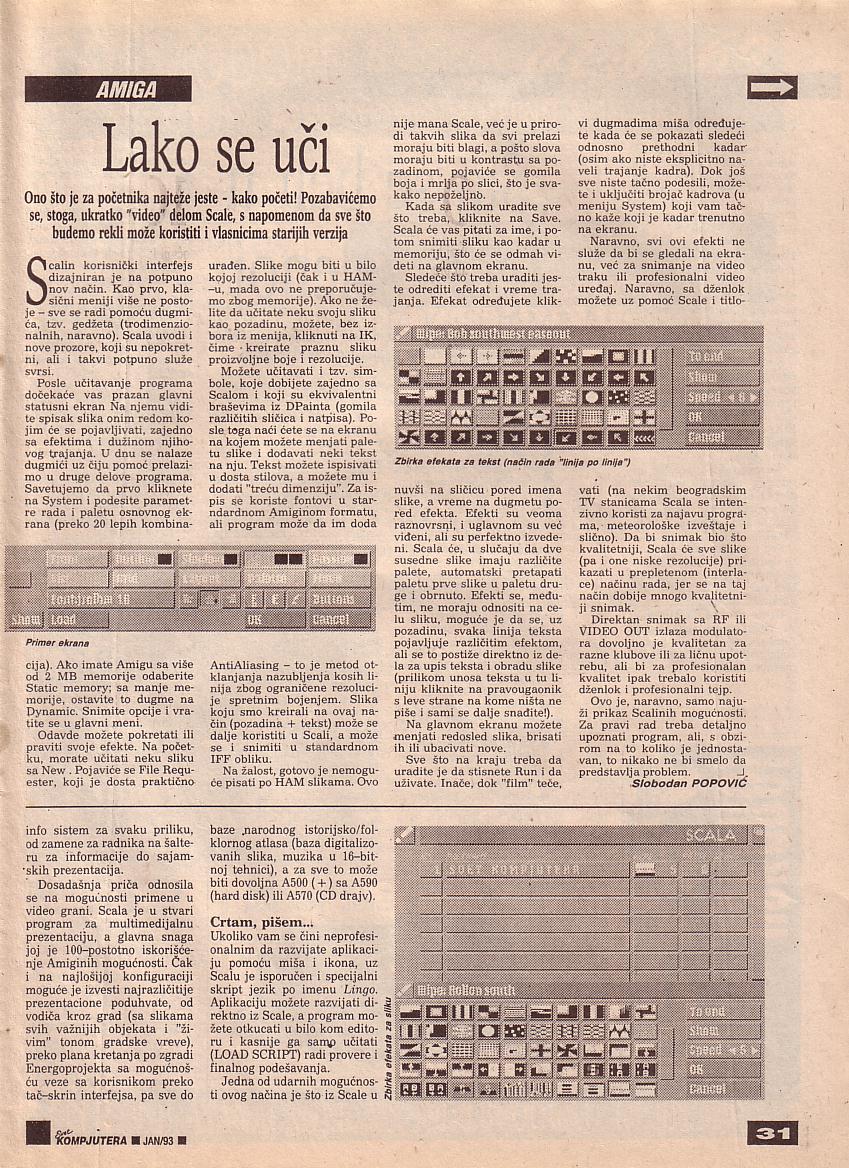 AMIGA
Lako se uči
Ono što je za početnika najteže jeste - kako početi! Pozabavićemo
se, stoga, ukratko "video" delom Scale, s napomenom da sve što
budemo rekli može koristiti i vlasnicima starijih verzija
Scalin korisnički interfejs
dizajniran je na potpuno
nov način. Kao prvo, kla-
sični meniji više ne posto-
je – sve se radi pomoću dugmi-
ća, tzv. gedžeta (trodimenzio-
nalnih, naravno). Scala uvodi i
nove prozore, koji su nepokret-
ni, ali i takvi potpuno služe
svrsi.
Posle učitavanje programa
dočekaće vas prazan glavni
statusni ekran Na njemu vidi-
te spisak slika onim redom ko-
jim će se pojavljivati, zajedno
sa efektima i dužinom njiho-
vog trajanja. U dnu se nalaze
dugmići uz čiju pomoć prelazi-
mo u druge delove programa.
Savetujemo da prvo kliknete
na System i podesite paramet-
re rada i paletu osnovnog ek-
rana (preko 20 lepih kombina-
urađen. Slike mogu biti u bilo
kojoj rezoluciji (čak i u HAM-
–u, mada ovo ne preporučuje-
mo zbog memorije). Ako ne že-
lite da učitate neku svoju sliku
kao pozadinu, možete, bez iz-
bora iz menija, kliknuti na IK,
čime kreirate praznu sliku
proizvoljne boje i rezolucije.
Možete učitavati i tzv. sim-
bole, koje dobijete zajedno sa
Scalom i koji su ekvivalentni
braševima iz DPainta (gomila
različitih sličica i natpisa). Po-
sle toga naći ćete se na ekranu
na kojem možete menjati pale-
tu slike i dodavati neki tekst
na nju. Tekst možete ispisivati
u dosta stilova, a možete mu i
dodati "treću dimenziju". Za is-
pis se koriste fontovi u star-
nardnom Amiginom formatu,
ali program može da im doda
Load
OK
Cancel
Buttons
Primer ekrana
cija). Ako imate Amigu sa više
od 2 MB memorije odaberite
Static memory; sa manje me-
morije, ostavite to dugme na
Dynamic. Snimite opcije i vra-
tite se u glavni meni.
Odavde možete pokretati ili
praviti svoje efekte. Na počet-
ku, morate učitati neku sliku
sa New . Pojaviće se File Requ-
ester, koji je dosta praktično
AntiAliasing – to je metod ot-
klanjanja nazubljenja kosih li-
nija zbog ograničene rezoluci-
je spretnim bojenjem. Slika
koju smo kreirali na ovaj na-
čin (pozadina + tekst) može se
dalje koristiti u Scali, a može
se i snimiti u standardnom
IFF obliku.
Na žalost, gotovo je nemogu-
će pisati po HAM slikama. Ovo
nije mana Scale, već je u priro-
di takvih slika da svi prelazi
moraju biti blagi, a pošto slova
moraju biti u kontrastu sa po-
zadinom, pojaviće se gomila
boja i mrlja po slici, što je sva-
kako nepoželjno.
Kada sa slikom uradite sve
što treba, kliknite na Save.
Scala će vas pitati za ime, i po-
tom snimiti sliku kao kadar u
memoriju, što će se odmah vi-
deti na glavnom ekranu.
Sledeće što treba uraditi jes-
te odrediti efekat i vreme tra-
janja. Efekat određujete klik-
vi dugmadima miša određuje-
te kada će se pokazati sledeći
odnosno prethodni kadar
(osim ako niste eksplicitno na-
veli trajanje kadra). Dok još
sve niste tačno podesili, može-
te i uključiti brojač kadrova (u
meniju System) koji vam tač-
no kaže koji je kadar trenutno
na ekranu.
Naravno, svi ovi efekti ne
služe da bi se gledali na ekra-
nu, već za snimanje na video
traku ili profesionalni video
uređaj. Naravno, sa dženlok
možete uz pomoć Scale i titlo-
Wipe: Bob southwest easeout
To end
Show
Speed
OK
Cancel
Zbirka efekata za tekst (način rada "linija po linija")
nuvši na sličicu pored imena
slike, a vreme na dugmetu po-
red efekta. Efekti su veoma
raznovrsni, i uglavnom su već
viđeni, ali su perfektno izvede-
ni. Scala će, u slučaju da dve
susedne slike imaju različite
palete, automatski pretapati
paletu prve slike u paletu dru-
ge i obrnuto. Efekti se, među-
tim, ne moraju odnositi na ce-
lu sliku, moguće je da se, uz
pozadinu, svaka linija teksta
pojavljuje različitim efektom,
ali se to postiže direktno iz de-
la za upis teksta i obradu slike
(prilikom unosa teksta u tu li-
niju kliknite na pravougaonik
s leve strane na kome ništa ne
piše i sami se dalje snađite!).
Na glavnom ekranu možete
menjati redosled slika, brisati
ih ili ubacivati nove.
Sve što na kraju treba da
uradite je da stisnete Run i da
uživate. Inače, dok "film" teče,
vati (na nekim beogradskim
TV stanicama Scala se inten-
zivno koristi za najavu progra-
ma, meteorološke izveštaje i
slično). Da bi snimak bio što
kvalitetniji, Scala će sve slike
(pa i one niske rezolucije) pri-
kazati u prepletenom (interla-
ce) načinu rada, jer se na taj
način dobije mnogo kvalitetni-
ji snimak.
Direktan snimak sa RF ili
VIDEO OUT izlaza modulato-
ra dovoljno je kvalitetan za
razne klubove ili za ličnu upot-
rebu, ali bi za profesionalan
kvalitet ipak trebalo koristiti
dženlok i profesionalni tejp.
Ovo je, naravno, samo naju-
ži prikaz Scalinih mogućnosti.
Za pravi rad treba detaljno
upoznati program, ali, s obzi-
rom na to koliko je jednosta-
van, to nikako ne bi smelo da
predstavlja problem.
Slobodan POPOVIĆ
info sistem za svaku priliku,
od zamene za radnika na šalte-
ru za informacije do sajam-
skih prezentacija.
Dosadašnja priča odnosila
se na mogućnosti primene u
video grani. Scala je u stvari
program za multimedijalnu
prezentaciju, a glavna snaga
joj je 100–postotno iskorišće-
nje Amiginih mogućnosti. Čak
i na najlošijoj konfiguraciji
moguće je izvesti najrazličitije
prezentacione poduhvate, od
vodiča kroz grad (sa slikama
svih važnijih objekata i "ži-
vim" tonom gradske vreve),
preko plana kretanja po zgradi
Energoprojekta sa mogućnoš-
ću veze sa korisnikom preko
tač–skrin interfejsa, pa sve do
baze narodnog istorijsko/fol-
klornog atlasa (baza digitalizo-
vanih slika, muzika u 16–bit-
noj tehnici), a za sve to može
biti dovoljna A500 (+) sa A590
(hard disk) ili A570 (CD drajv).
Crtam, pišem...
Ukoliko vam se čini neprofesi-
onalnim da razvijate aplikaci-
ju pomoću miša i ikona, uz
Scalu je isporučen i specijalni
skript jezik po imenu Lingo.
Aplikaciju možete razvijati di-
rektno iz Scale, a program mo-
žete otkucati u bilo kom edito-
ru i kasnije ga samo učitati
(LOAD SCRIPT) radi provere i
finalnog podešavanja.
Jedna od udarnih mogućnos-
ti ovog načina je što iz Scale u
Zbirka efekata za sliku
SCALA
1 SVET KOMPJUTERA
Wipe: Rollon south
To end
Show
Speed
OK
Cancel
Svet KOMPJUTERA JAN/93
31